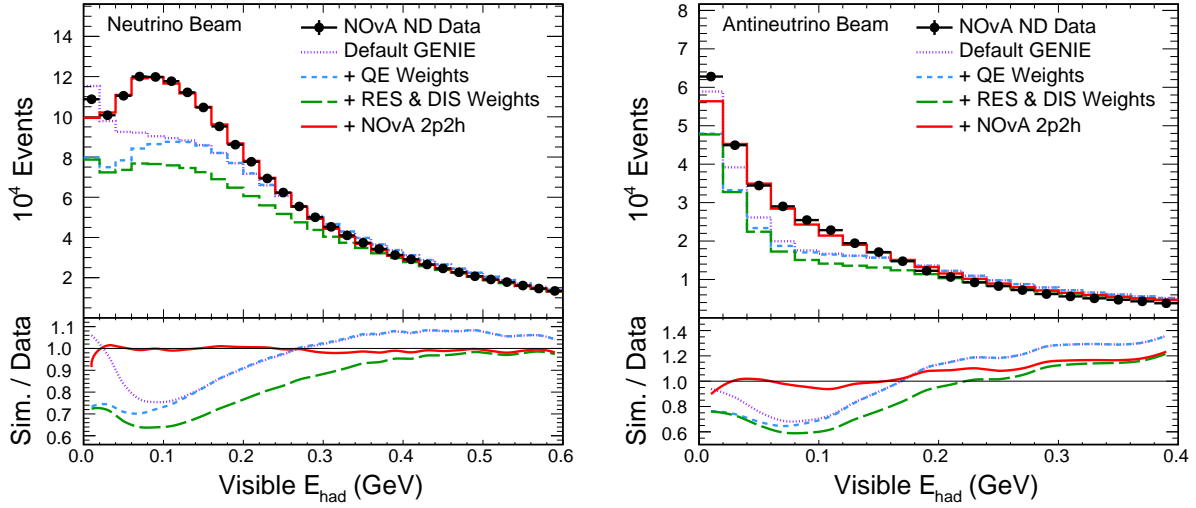 Neutrino Beam
NOvA ND Data
Default GENIE
+ QE Weights
+ RES & DIS Weights
+ NOvA 2p2h
10⁴ Events
14
12
10
8
6
4
2
Sim. / Data
1.1
1.0
0.9
0.8
0.7
0.6
0.0 0.1 0.2 0.3 0.4 0.5 0.6
Visible E_had (GeV)
Antineutrino Beam
NOvA ND Data
Default GENIE
+ QE Weights
+ RES & DIS Weights
+ NOvA 2p2h
10⁴ Events
8
7
6
5
4
3
2
1
Sim. / Data
1.4
1.2
1.0
0.8
0.6
0.0 0.1 0.2 0.3 0.4
Visible E_had (GeV)